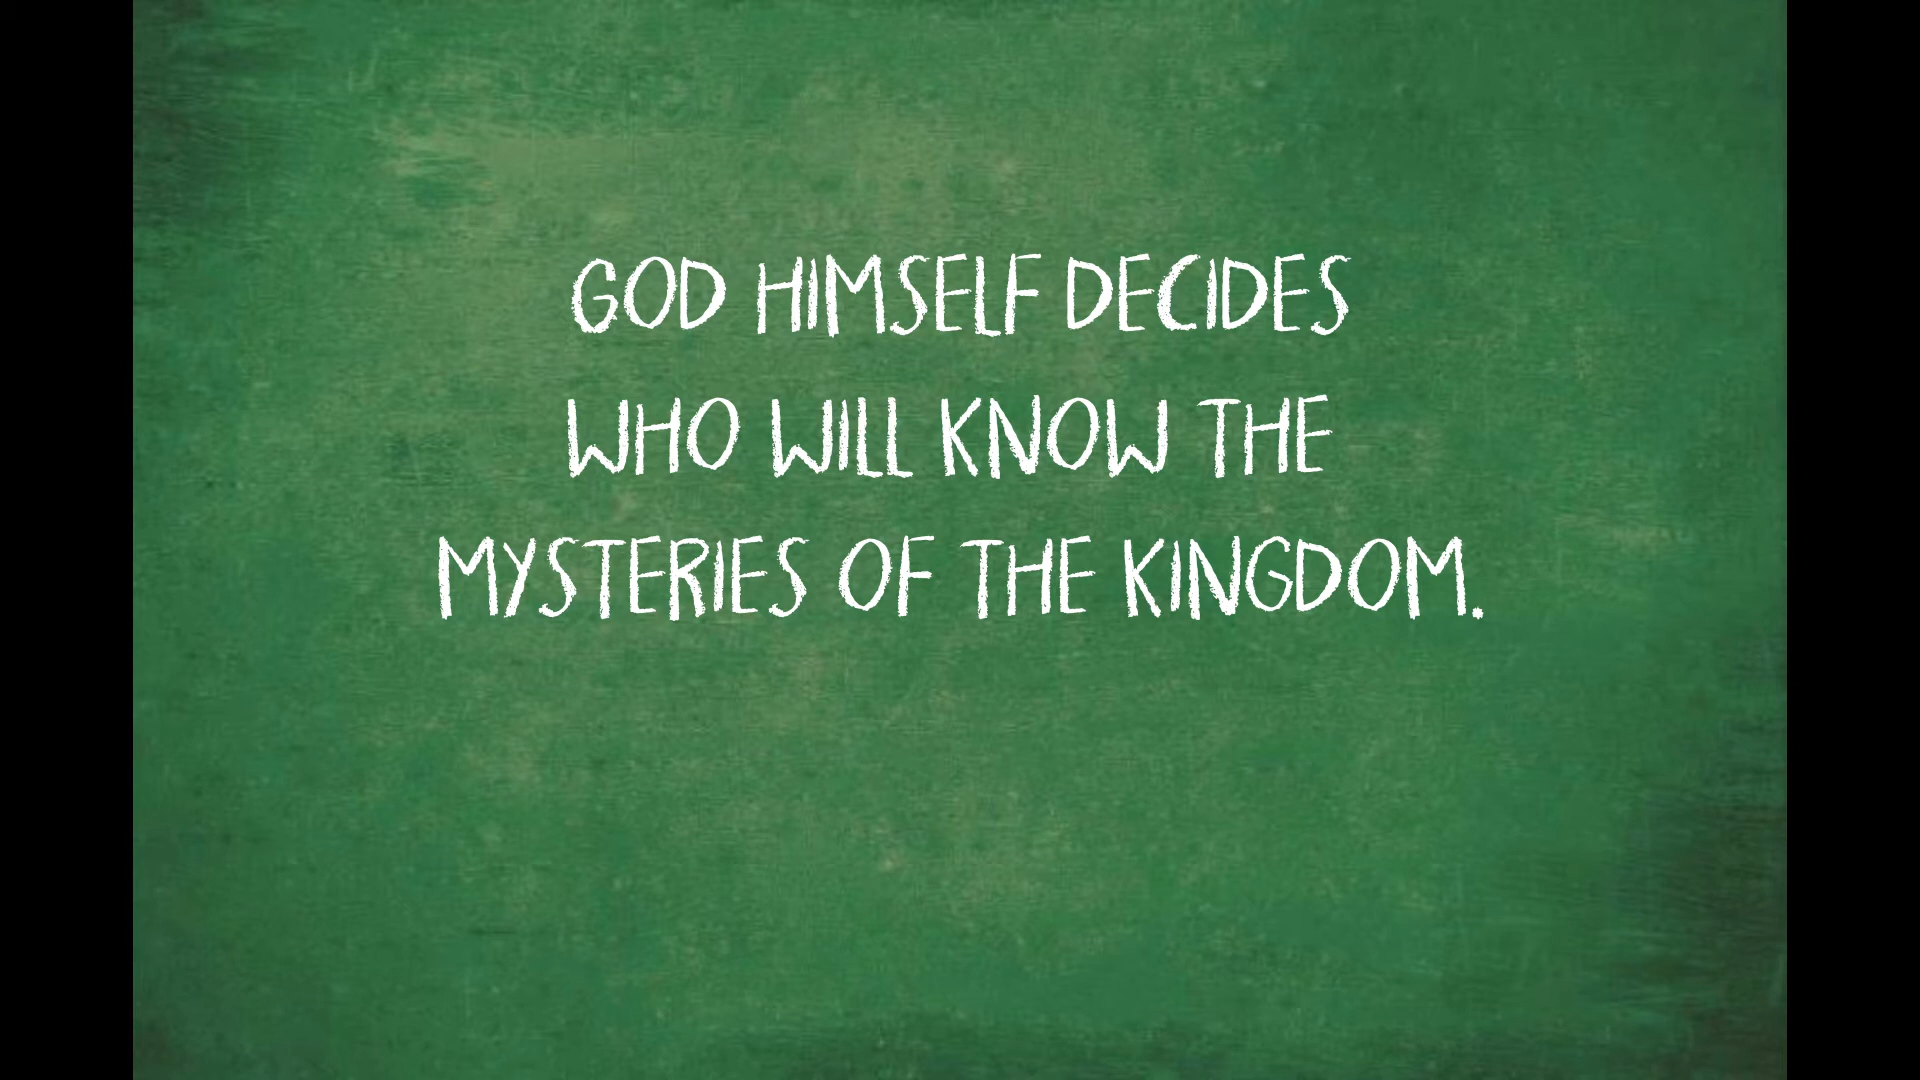 GOD HIMSELF DECIDES
WHO WILL KNOW THE
MYSTERIES OF THE KINGDOM.